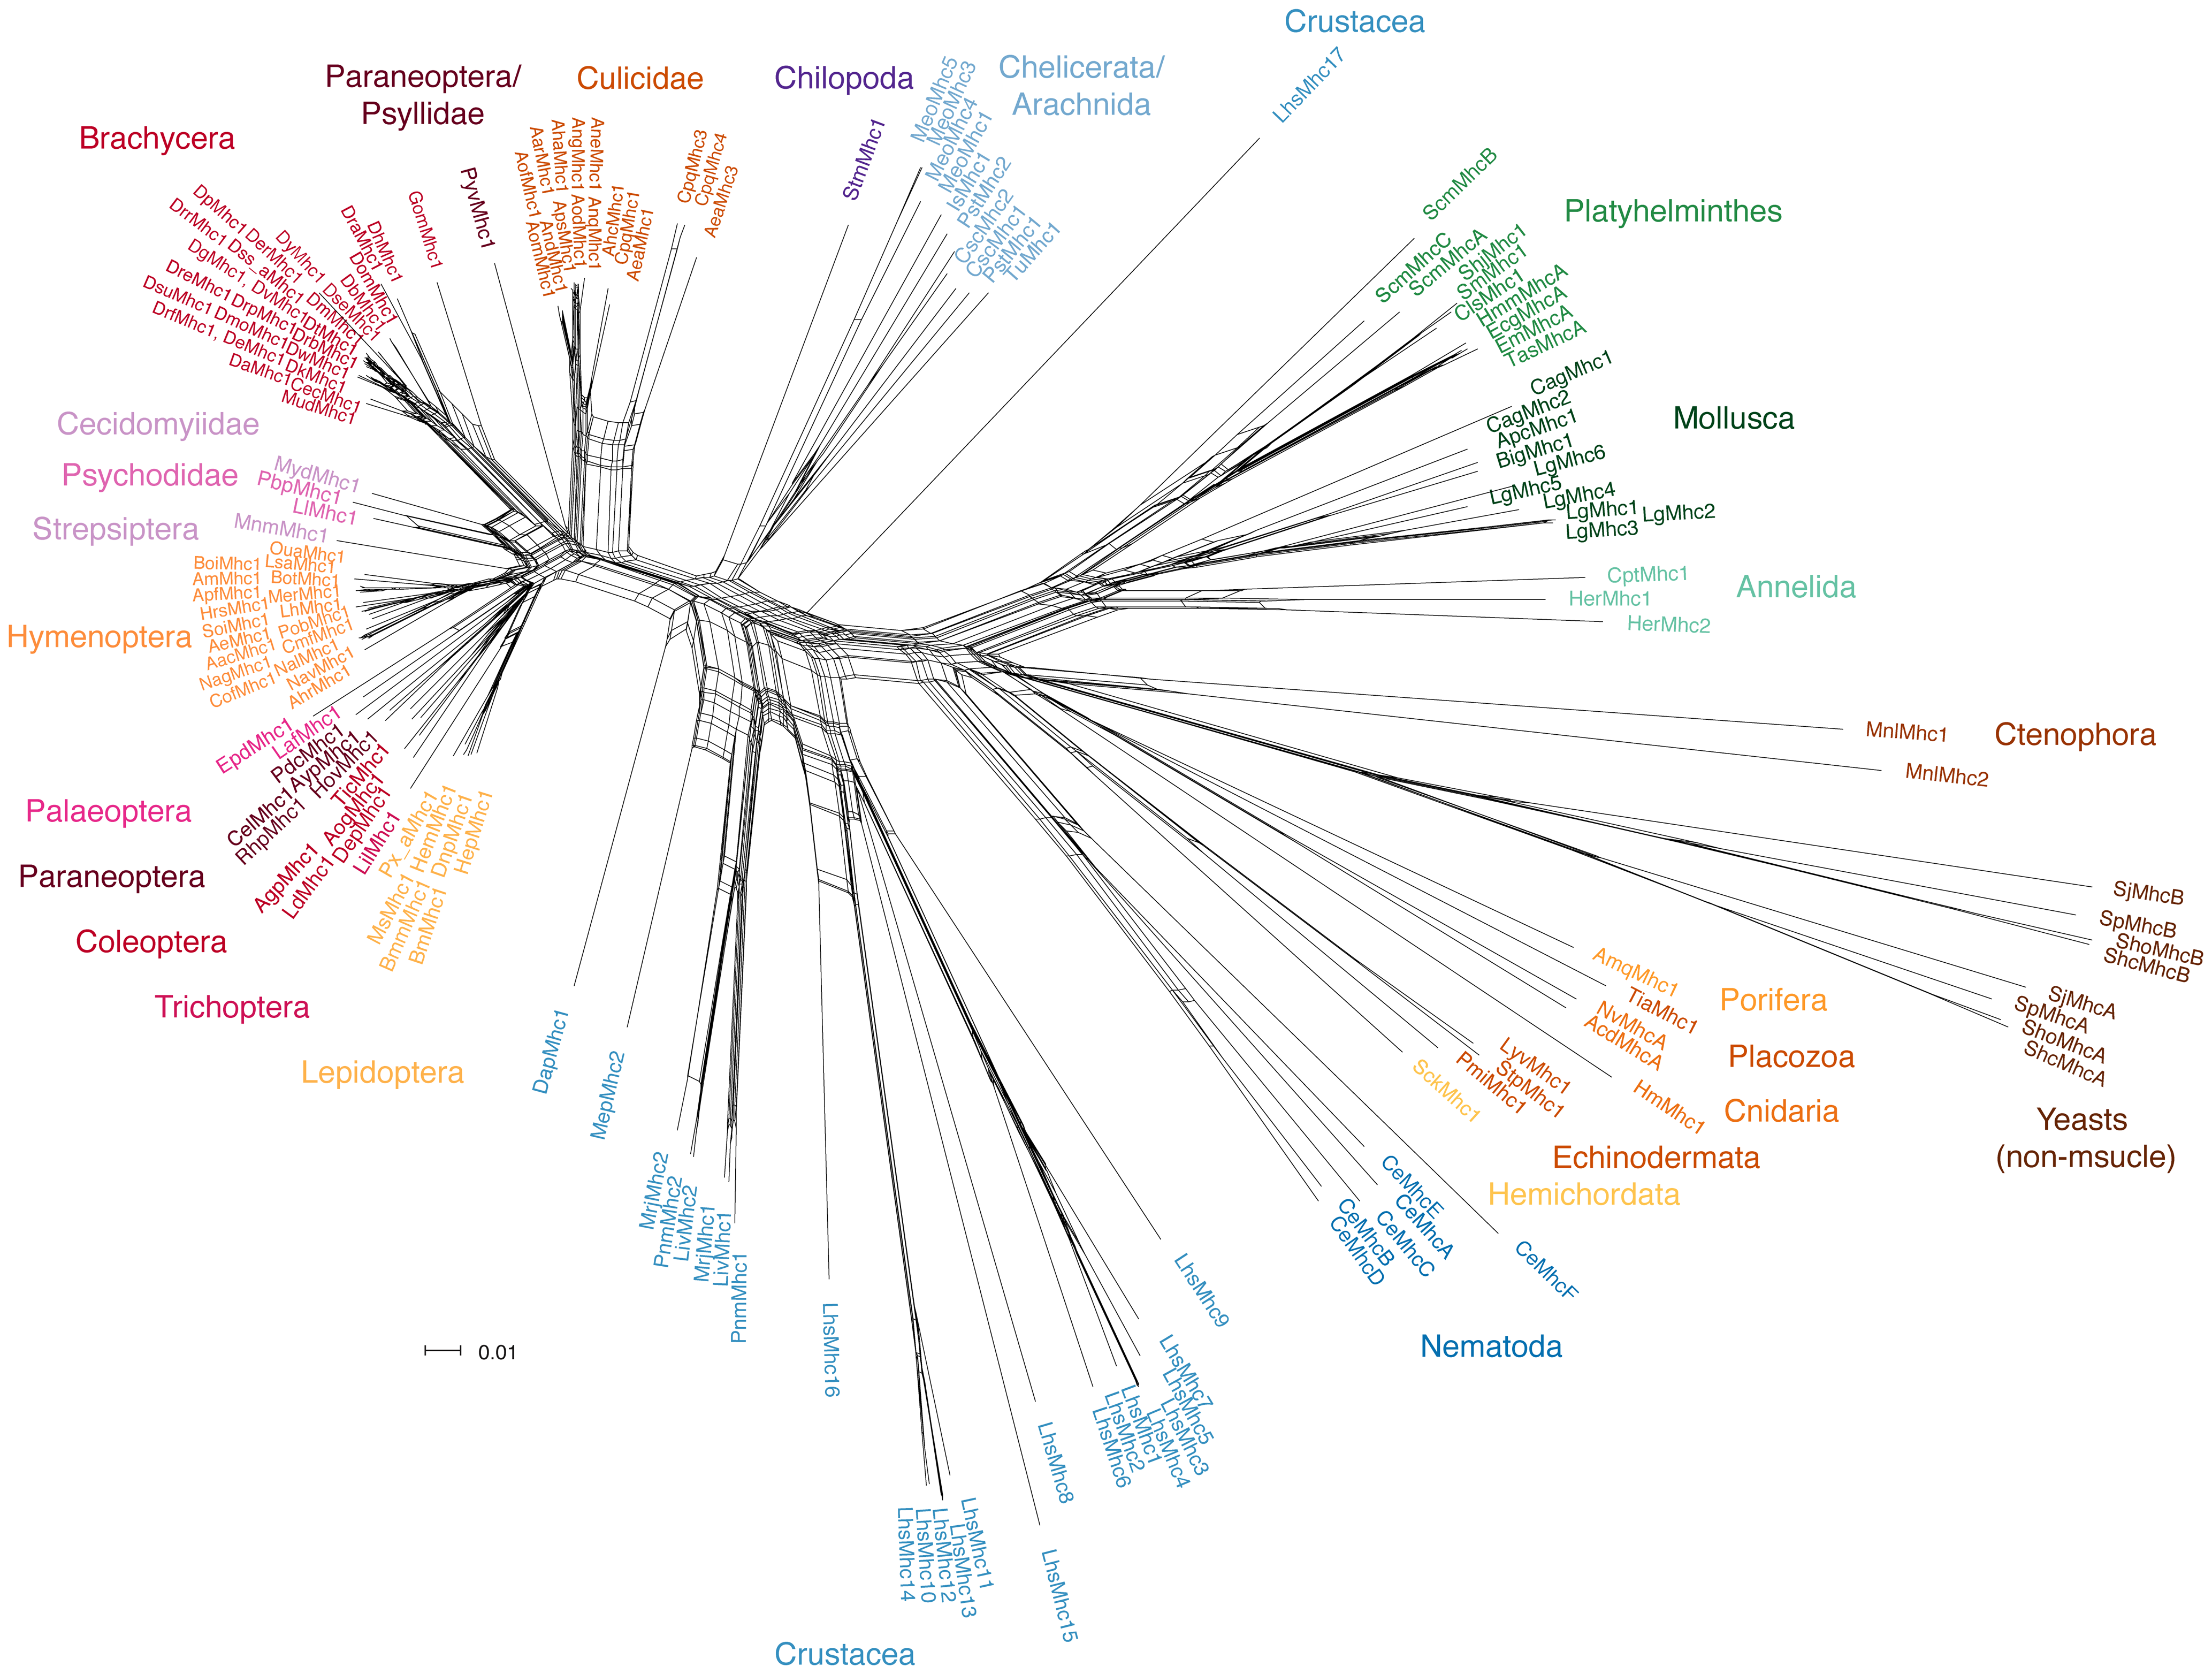 Crustacea
LhsMhc17
Paraneoptera/
Psyllidae
PyvMhc1
Culicidae
AofMhc1
AarMhc1
AhaMhc1
AngMhc1
AneMhc1
AomMhc1
AndMhc1
ApsMhc1
AodMhc1
AnqMhc1
AhcMhc1
CpqMhc1
AeaMhc1
CpqMhc3
CpqMhc4
AeaMhc3
Chilopoda
StmMhc1
Chelicerata/
Arachnida
MeoMhc5
MeoMhc3
MeoMhc4
MeoMhc1
IsMhc1
PstMhc2
CscMhc2
CscMhc1
PstMhc1
TuMhc1
Brachycera
GomMhc1
DhMhc1
DraMhc1
DomMhc1
DbMhc1
DyMhc1 DseMhc1
DpMhc1 DerMhc1 DmMhc1
DrrMhc1 Dss_aMhc1 DtMhc1
DgMhc1, DvMhc1
DreMhc1 DrpMhc1 DrbMhc1
DsuMhc1 DmoMhc1 DwMhc1
DrfMhc1, DeMhc1 DkMhc1
DaMhc1 CecMhc1
MudMhc1
Cecidomyiidae
MydMhc1
Psychodidae
PbpMhc1
LlMhc1
Strepsiptera
MnmMhc1
Hymenoptera
OuaMhc1
BoiMhc1 LsaMhc1
AmMhc1 BotMhc1
ApfMhc1 MerMhc1
HrsMhc1 LhMhc1
SoiMhc1 PobMhc1
AeMhc1 CmfMhc1
AacMhc1 NalMhc1
NagMhc1 NavMhc1
CofMhc1 AhrMhc1
Palaeoptera
EpdMhc1
LafMhc1
Paraneoptera
PdcMhc1
AypMhc1
HovMhc1
CelMhc1
RhpMhc1
Coleoptera
TicMhc1
AogMhc1
DepMhc1
AgpMhc1
LdMhc1
Trichoptera
LilMhc1
Lepidoptera
Px_aMhc1
HemMhc1
DnpMhc1
HepMhc1
MsMhc1
BmmMhc1
BmMhc1
Platyhelminthes
ScmMhcB
ScmMhcC
ScmMhcA
ShjMhc1
SmMhc1
ClsMhc1
HmmMhcA
EcgMhcA
EmMhcA
TasMhcA
Mollusca
CagMhc1
CagMhc2
ApcMhc1
BigMhc1
LgMhc6
LgMhc5
LgMhc4
LgMhc1
LgMhc2
LgMhc3
Annelida
CptMhc1
HerMhc1
HerMhc2
Ctenophora
MnlMhc1
MnlMhc2
SjMhcB
SpMhcB
ShoMhcB
ShcMhcB
SjMhcA
SpMhcA
ShoMhcA
ShcMhcA
Yeasts
(non-msucle)
Porifera
AmqMhc1
Placozoa
TiaMhc1
Cnidaria
NvMhcA
AcdMhcA
HmMhc1
Echinodermata
LyvMhc1
StpMhc1
PmiMhc1
Hemichordata
SckMhc1
Nematoda
CeMhcE
CeMhcA
CeMhcC
CeMhcB
CeMhcD
CeMhcF
DapMhc1
MepMhc2
MrjMhc2
PnmMhc2
LivMhc2
MrjMhc1
LivMhc1
PnmMhc1
LhsMhc16
LhsMhc14
LhsMhc10
LhsMhc12
LhsMhc13
LhsMhc11
LhsMhc8
LhsMhc15
LhsMhc6
LhsMhc2
LhsMhc1
LhsMhc4
LhsMhc3
LhsMhc5
LhsMhc7
LhsMhc9
Crustacea
0.01